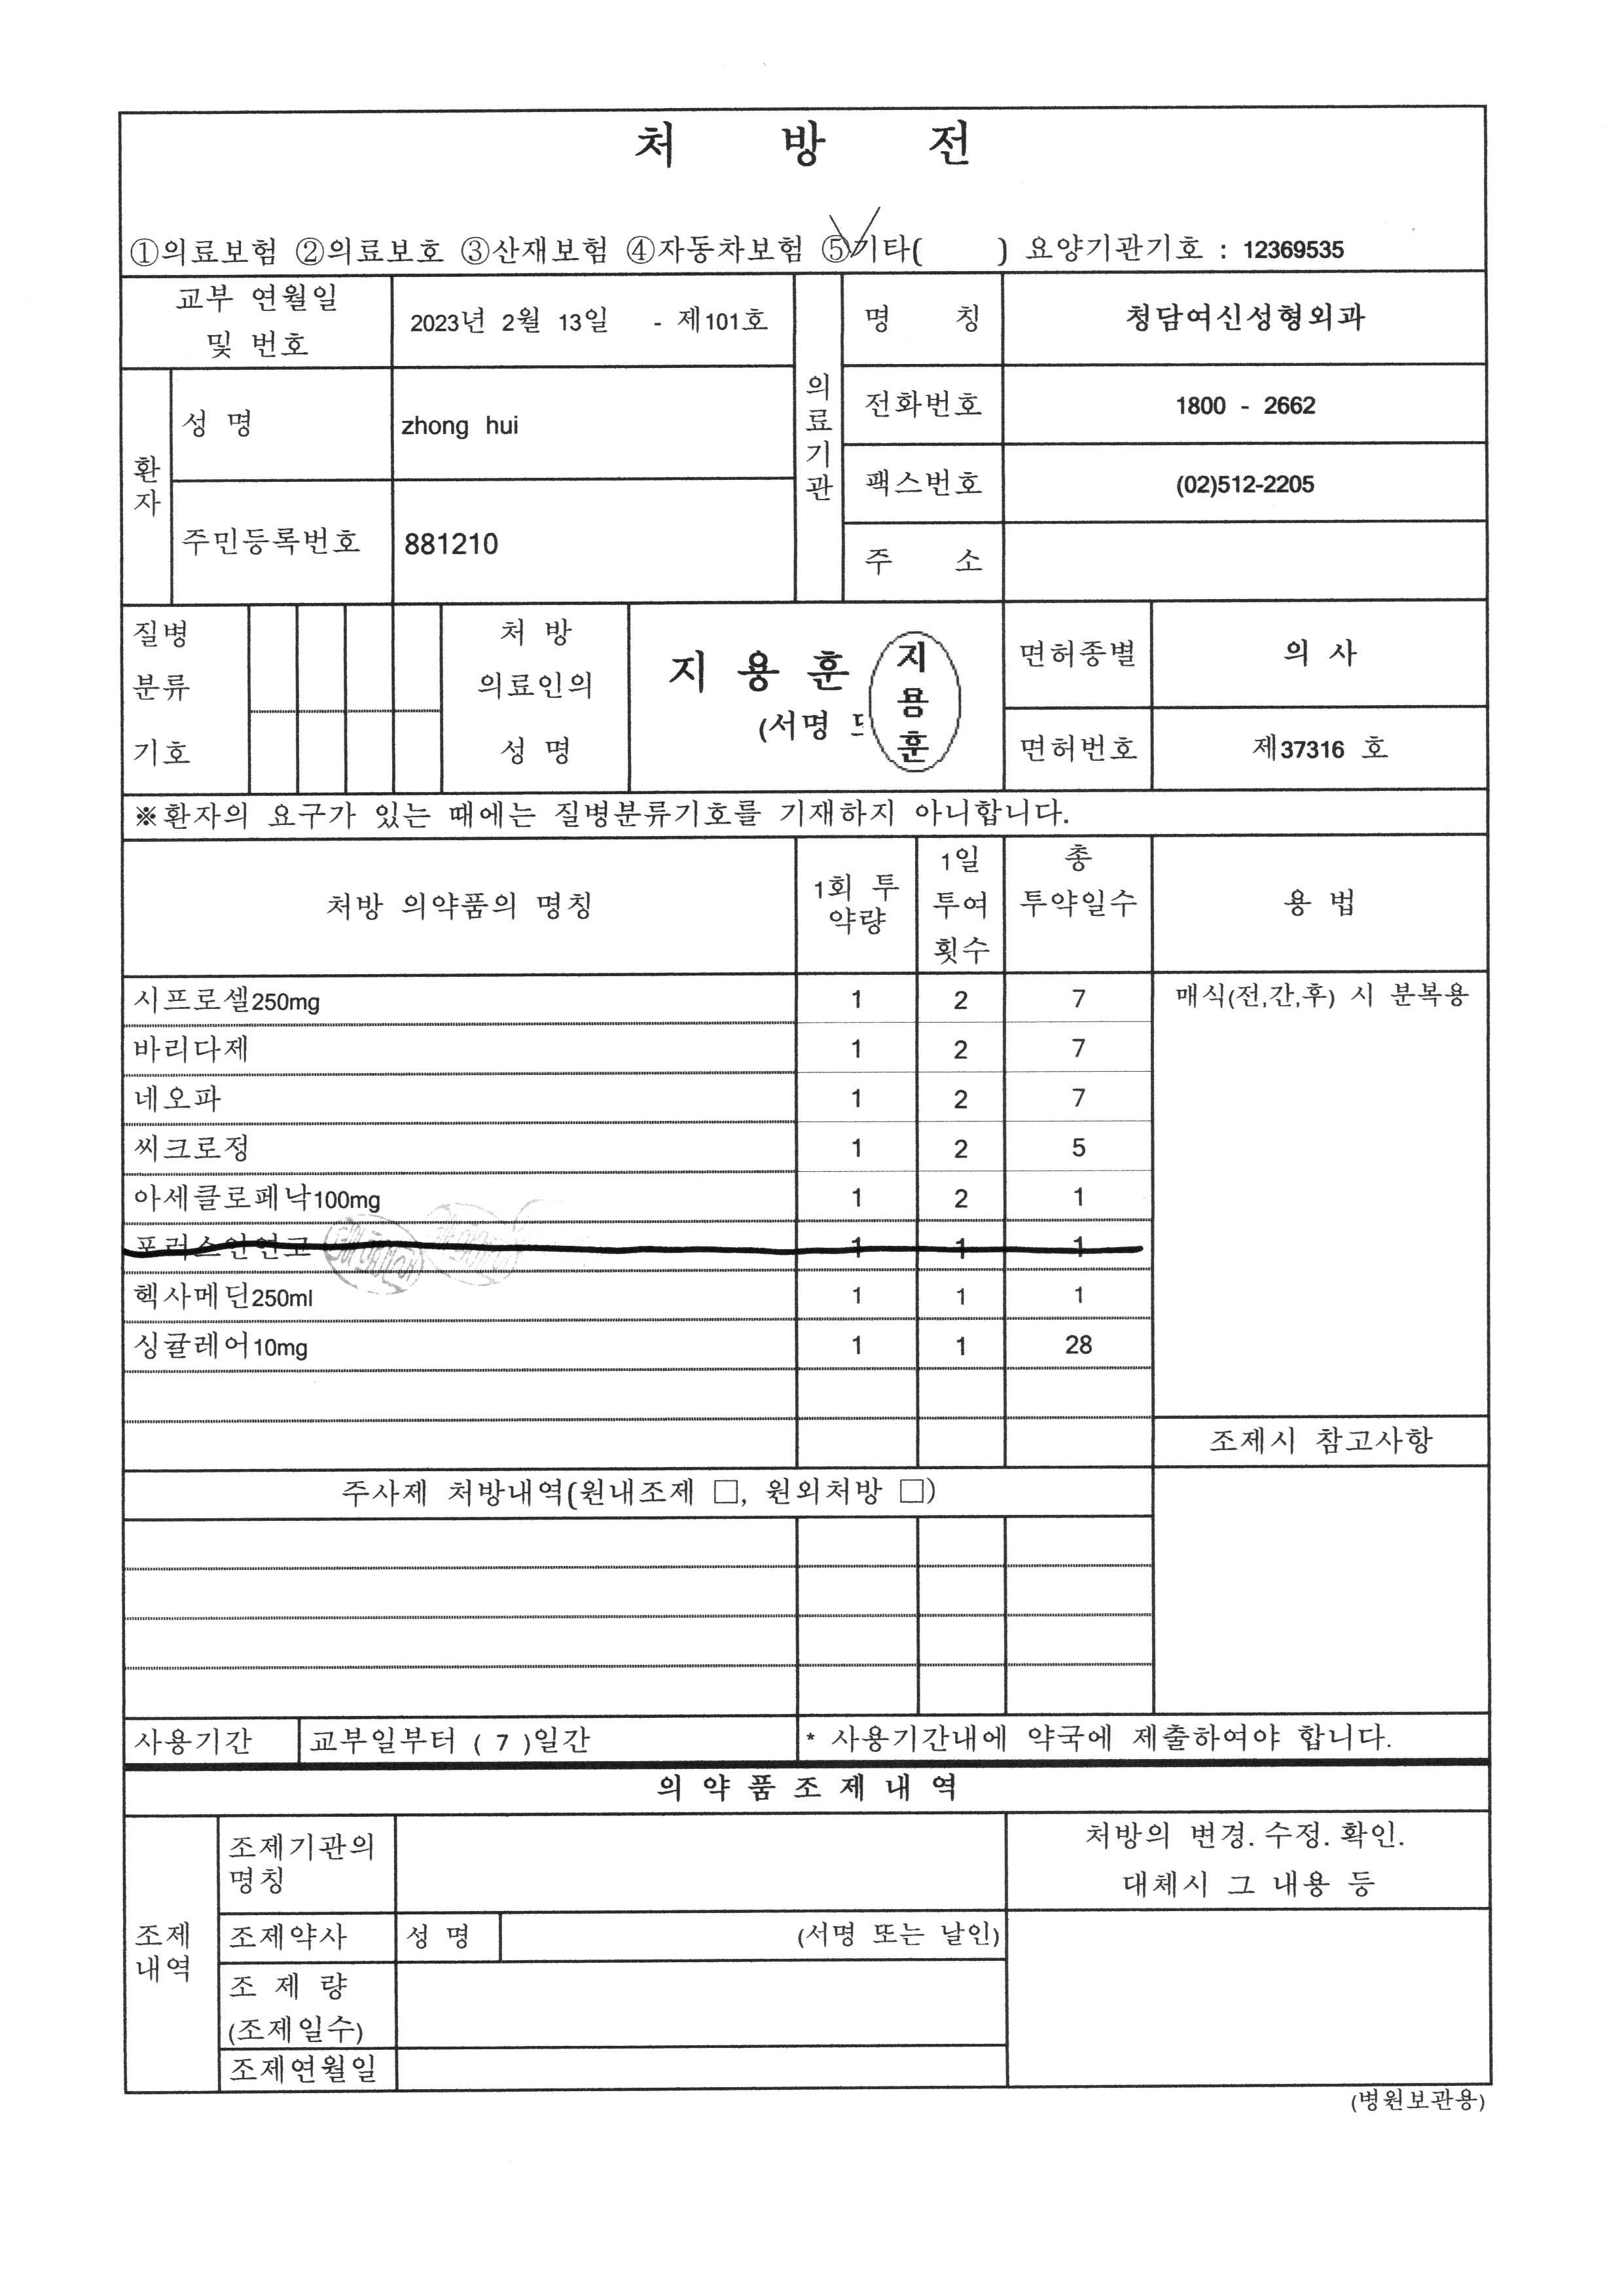 처 방 전
①의료보험 ②의료보호 ③산재보험 ④자동차보험 ⑤기타( ) 요양기관기호 : 12369535
교부 연월일
및 번호
2023년 2월 13일 - 제101호
의료기관
명 칭
청담여신성형외과
전화번호
1800 - 2662
팩스번호
(02)512-2205
주 소
환자
성 명
zhong hui
주민등록번호
881210
질병
분류
기호
처 방
의료인의
성 명
지 용 훈
(서명
지용훈
면허종별
의 사
면허번호
제37316 호
※환자의 요구가 있는 때에는 질병분류기호를 기재하지 아니합니다.
처방 의약품의 명칭
1회 투
약량
1일
투여
횟수
총
투약일수
용 법
시프로셀250mg 1 2 7 매식(전,간,후) 시 분복용
바리다제 1 2 7
네오파 1 2 7
씨크로정 1 2 5
아세클로페낙100mg 1 2 1
1 1 1
헥사메딘250ml 1 1 1
싱귤레어10mg 1 1 28
조제시 참고사항
주사제 처방내역(원내조제 □, 원외처방 □)
사용기간 교부일부터 ( 7 )일간 * 사용기간내에 약국에 제출하여야 합니다.
의 약 품 조 제 내 역
조제
내역
조제기관의
명칭
처방의 변경. 수정. 확인.
대체시 그 내용 등
조제약사 성 명 (서명 또는 날인)
조 제 량
(조제일수)
조제연월일
(병원보관용)